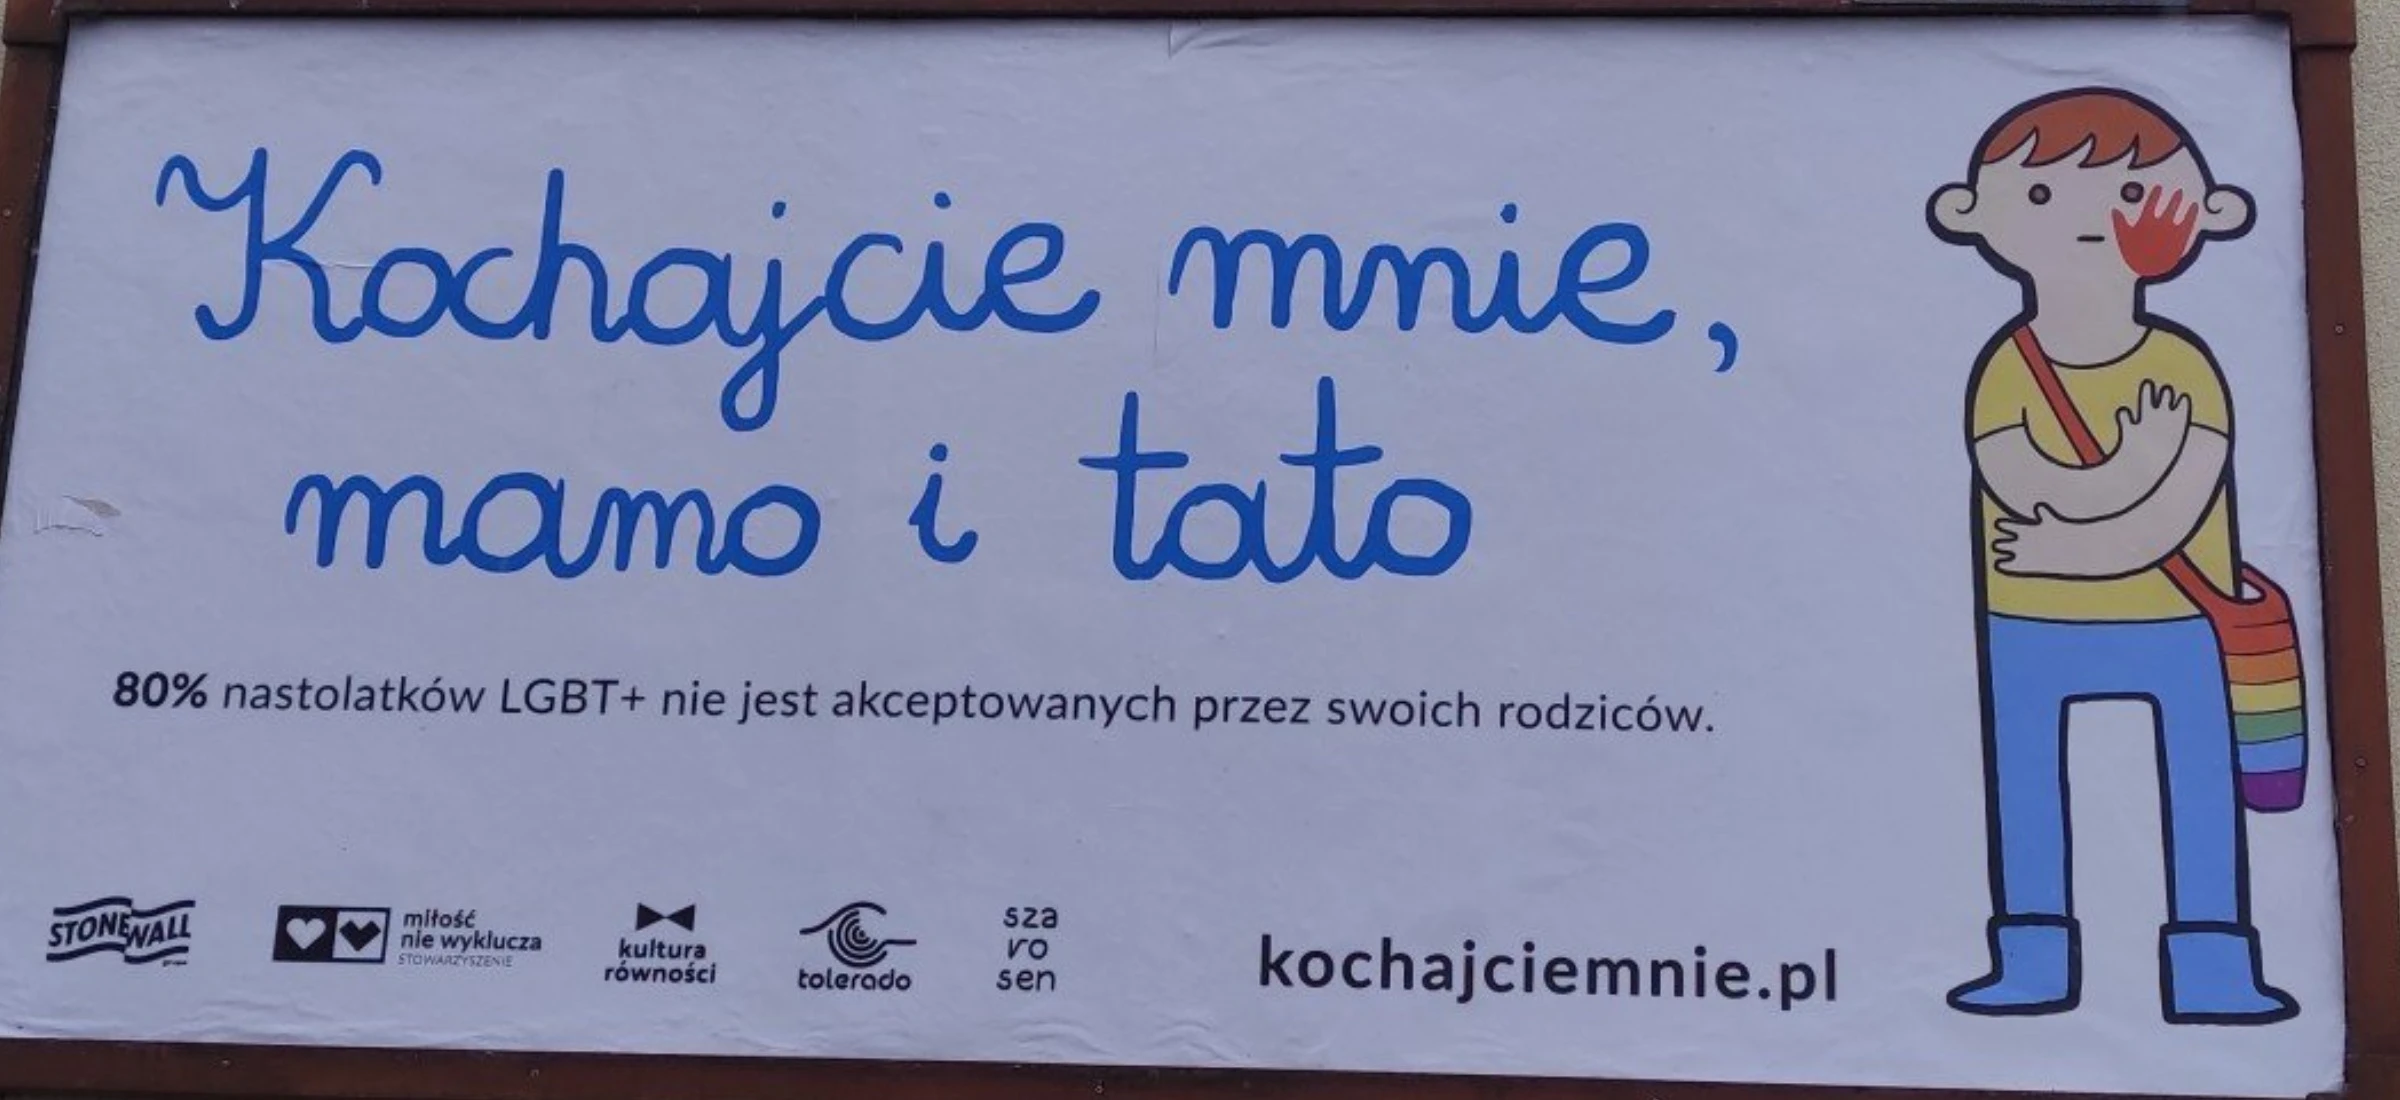 Kochajcie mnie,
mamo i tato
80% nastolatków LGBT+ nie jest akceptowanych przez swoich rodziców.
STONEWALL
grupa
miłość
nie wyklucza
STOWARZYSZENIE
kultura
równości
tolerado
sza
ro
sen
kochajciemnie.pl